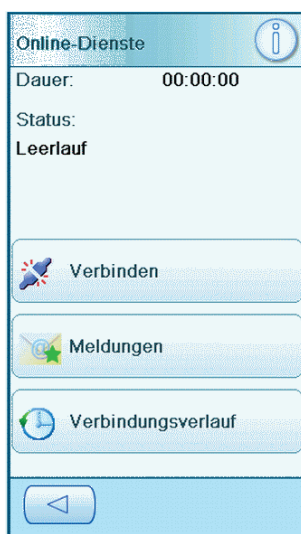 Online-Dienste
Dauer: 00:00:00
Status:
Leerlauf
Verbinden
Meldungen
Verbindungsverlauf